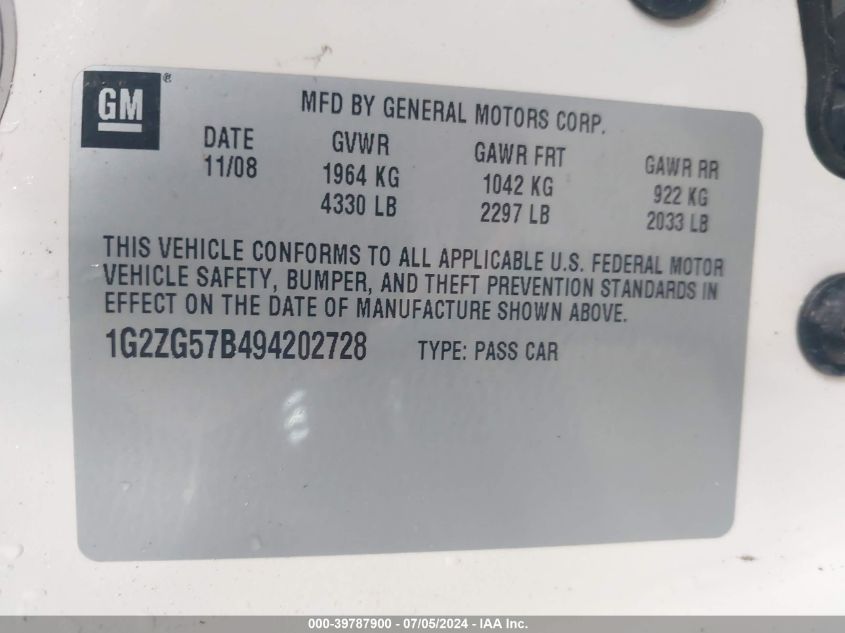 GM ®
MFD BY GENERAL MOTORS CORP.
DATE GVWR GAWR FRT GAWR RR
11/08 1964 KG 1042 KG 922 KG
4330 LB 2297 LB 2033 LB
THIS VEHICLE CONFORMS TO ALL APPLICABLE U.S. FEDERAL MOTOR
VEHICLE SAFETY, BUMPER, AND THEFT PREVENTION STANDARDS IN
EFFECT ON THE DATE OF MANUFACTURE SHOWN ABOVE.
1G2ZG57B494202728 TYPE: PASS CAR
000-39787900 - 07/05/2024 - IAA Inc.